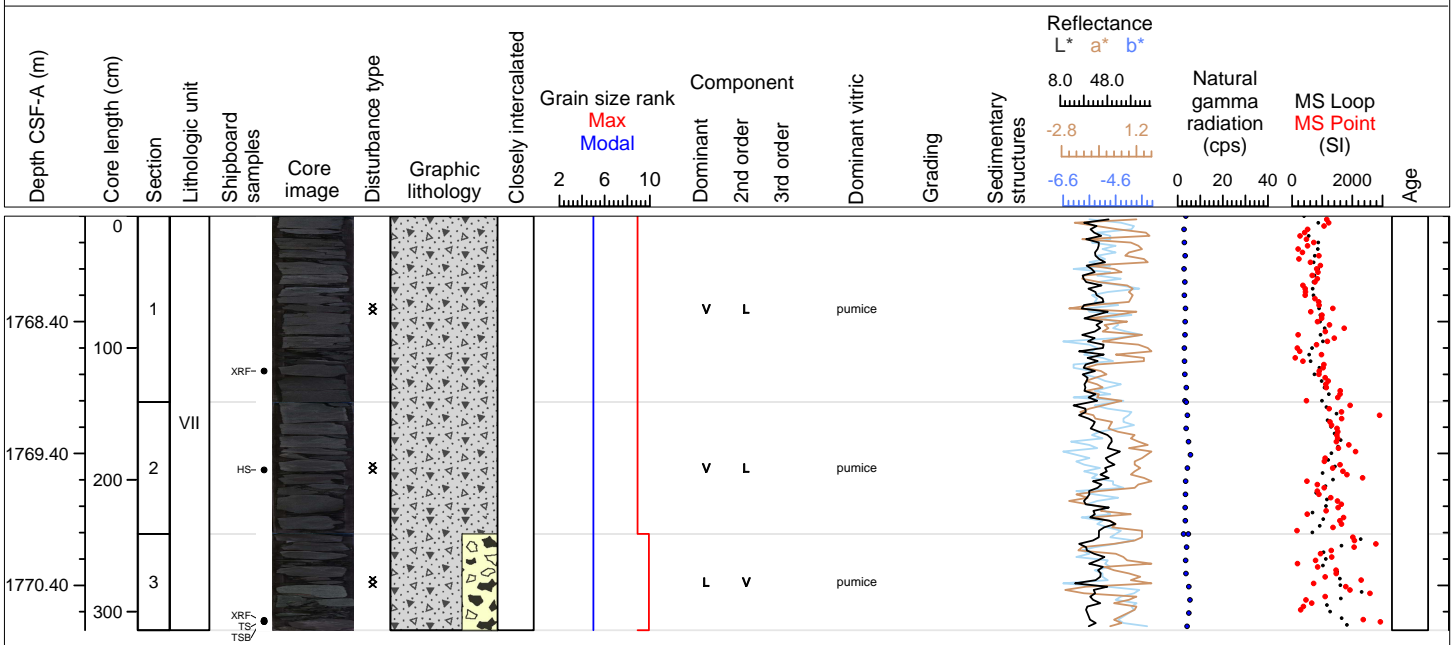 Depth CSF-A (m)
Core length (cm)
Section
Lithologic unit
Shipboard
samples
Core
image
Disturbance type
Graphic
lithology
Closely intercalated
Grain size rank
Max
Modal
2 6 10
Component
Dominant
2nd order
3rd order
Dominant vitric
Grading
Sedimentary
structures
Reflectance
L* a* b*
8.0 48.0
-2.8 1.2
-6.6 -4.6
Natural
gamma
radiation
(cps)
0 20 40
MS Loop
MS Point
(SI)
0 2000
Age
0
1
1768.40
V L pumice
100
XRF
VII
1769.40
2
HS
V L pumice
200
1770.40
3
L V pumice
300
XRF
TS
TSB